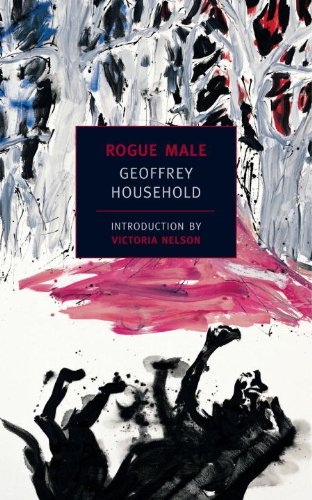 ROGUE MALE
GEOFFREY
HOUSEHOLD
INTRODUCTION BY
VICTORIA NELSON